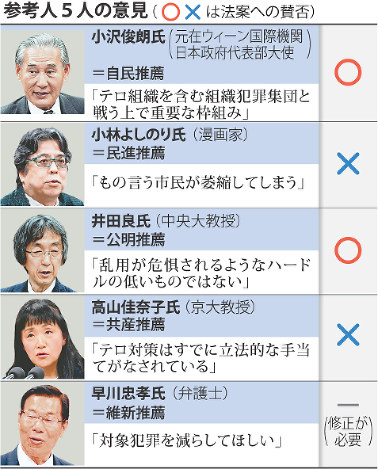 参考人5人の意見(○×は法案への賛否)
小沢俊朗氏(元在ウィーン国際機関
日本政府代表部大使)
＝自民推薦
「テロ組織を含む組織犯罪集団と
戦う上で重要な枠組み」
○
小林よしのり氏(漫画家)
＝民進推薦
「もの言う市民が萎縮してしまう」
×
井田良氏(中央大教授)
＝公明推薦
「乱用が危惧されるようなハード
ルの低いものではない」
○
高山佳奈子氏(京大教授)
＝共産推薦
「テロ対策はすでに立法的な手当
てがなされている」
×
早川忠孝氏(弁護士)
＝維新推薦
「対象犯罪を減らしてほしい」
―
(修正が
必要)